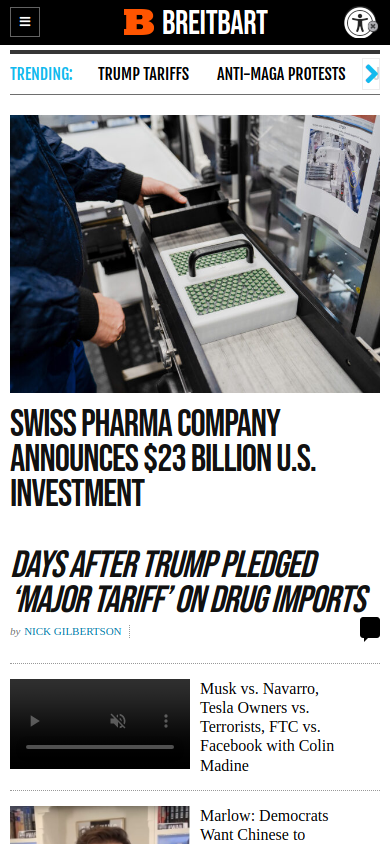 BREITBART
TRENDING:
TRUMP TARIFFS
ANTI-MAGA PROTESTS
SWISS PHARMA COMPANY
ANNOUNCES $23 BILLION U.S.
INVESTMENT
DAYS AFTER TRUMP PLEDGED
‘MAJOR TARIFF’ ON DRUG IMPORTS
by NICK GILBERTSON
Musk vs. Navarro,
Tesla Owners vs.
Terrorists, FTC vs.
Facebook with Colin
Madine
Marlow: Democrats
Want Chinese to